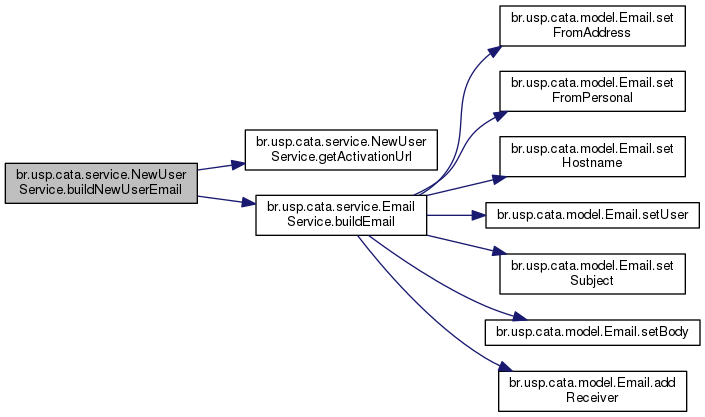 br.usp.cata.service.NewUser
Service.buildNewUserEmail
br.usp.cata.service.NewUser
Service.getActivationUrl
br.usp.cata.service.Email
Service.buildEmail
br.usp.cata.model.Email.set
FromAddress
br.usp.cata.model.Email.set
FromPersonal
br.usp.cata.model.Email.set
Hostname
br.usp.cata.model.Email.setUser
br.usp.cata.model.Email.set
Subject
br.usp.cata.model.Email.setBody
br.usp.cata.model.Email.add
Receiver